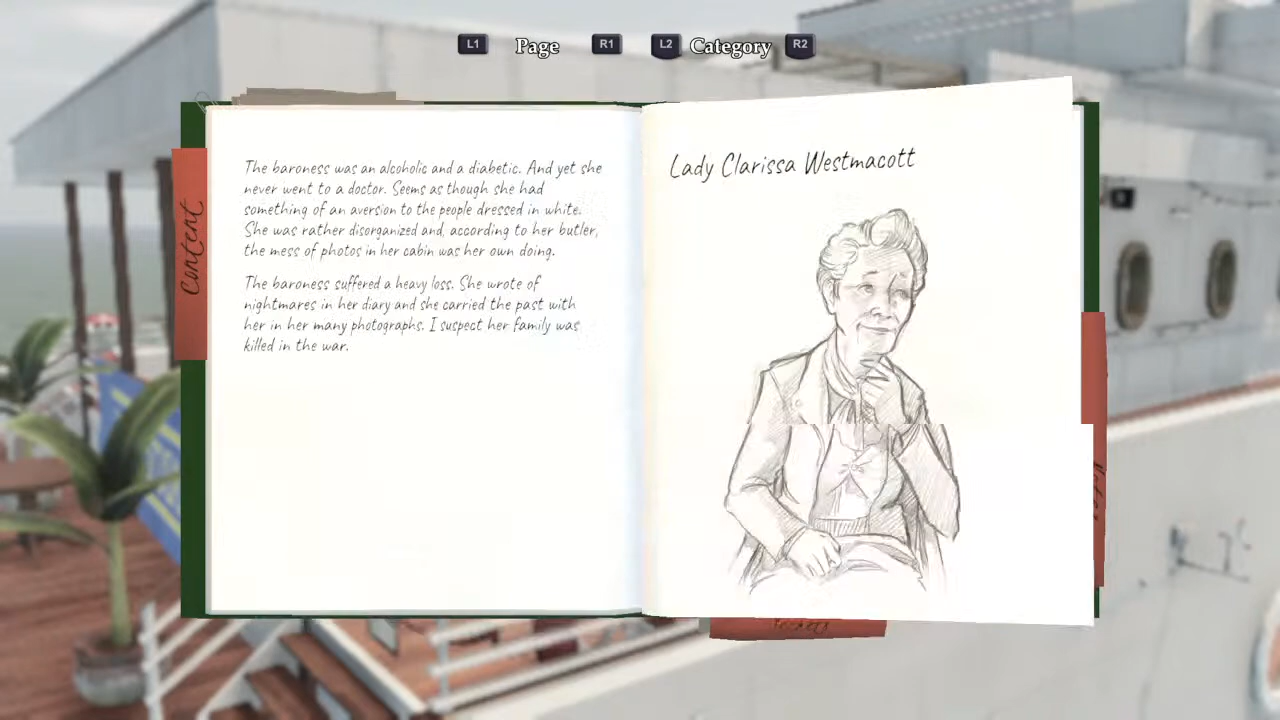 L1 Page R1 L2 Category R2
Content
The baroness was an alcoholic and a diabetic. And yet she
never went to a doctor. Seems as though she had
something of an aversion to the people dressed in white.
She was rather disorganized and, according to her butler,
the mess of photos in her cabin was her own doing.
The baroness suffered a heavy loss. She wrote of
nightmares in her diary and she carried the past with
her in her many photographs. I suspect her family was
killed in the war.
Lady Clarissa Westmacott
Notes